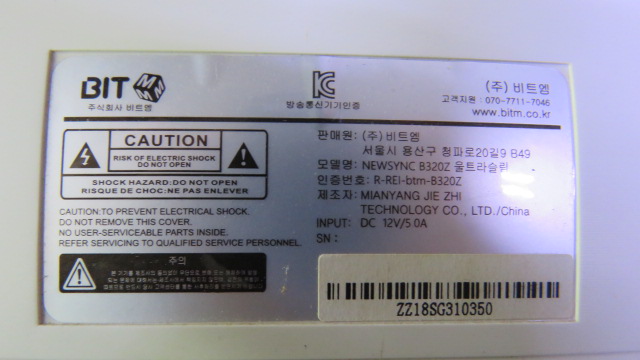 BIT MMM
주식회사 비트엠
방송통신기기인증
(주) 비트엠
고객지원 : 070-7711-7046
www.bitm.co.kr
CAUTION
RISK OF ELECTRIC SHOCK
DO NOT OPEN
SHOCK HAZARD:DO NOT OPEN
RISQUE DE CHOC:NE PAS ENLEVER
CAUTION:TO PREVENT ELECTRICAL SHOCK.
DO NOT REMOVE THIS COVER.
NO USER-SERVICEABLE PARTS INSIDE.
REFER SERVICING TO QUALIFIED SERVICE PERSONNEL.
주의
판매원: (주) 비트엠
서울시 용산구 청파로20길9 B49
모델명: NEWSYNC B320Z 울트라슬림
인증번호: R-REI-btm-B320Z
제조자: MIANYANG JIE ZHI
TECHNOLOGY CO., LTD./China
INPUT: DC 12V/5.0A
SN :
ZZ18SG310350